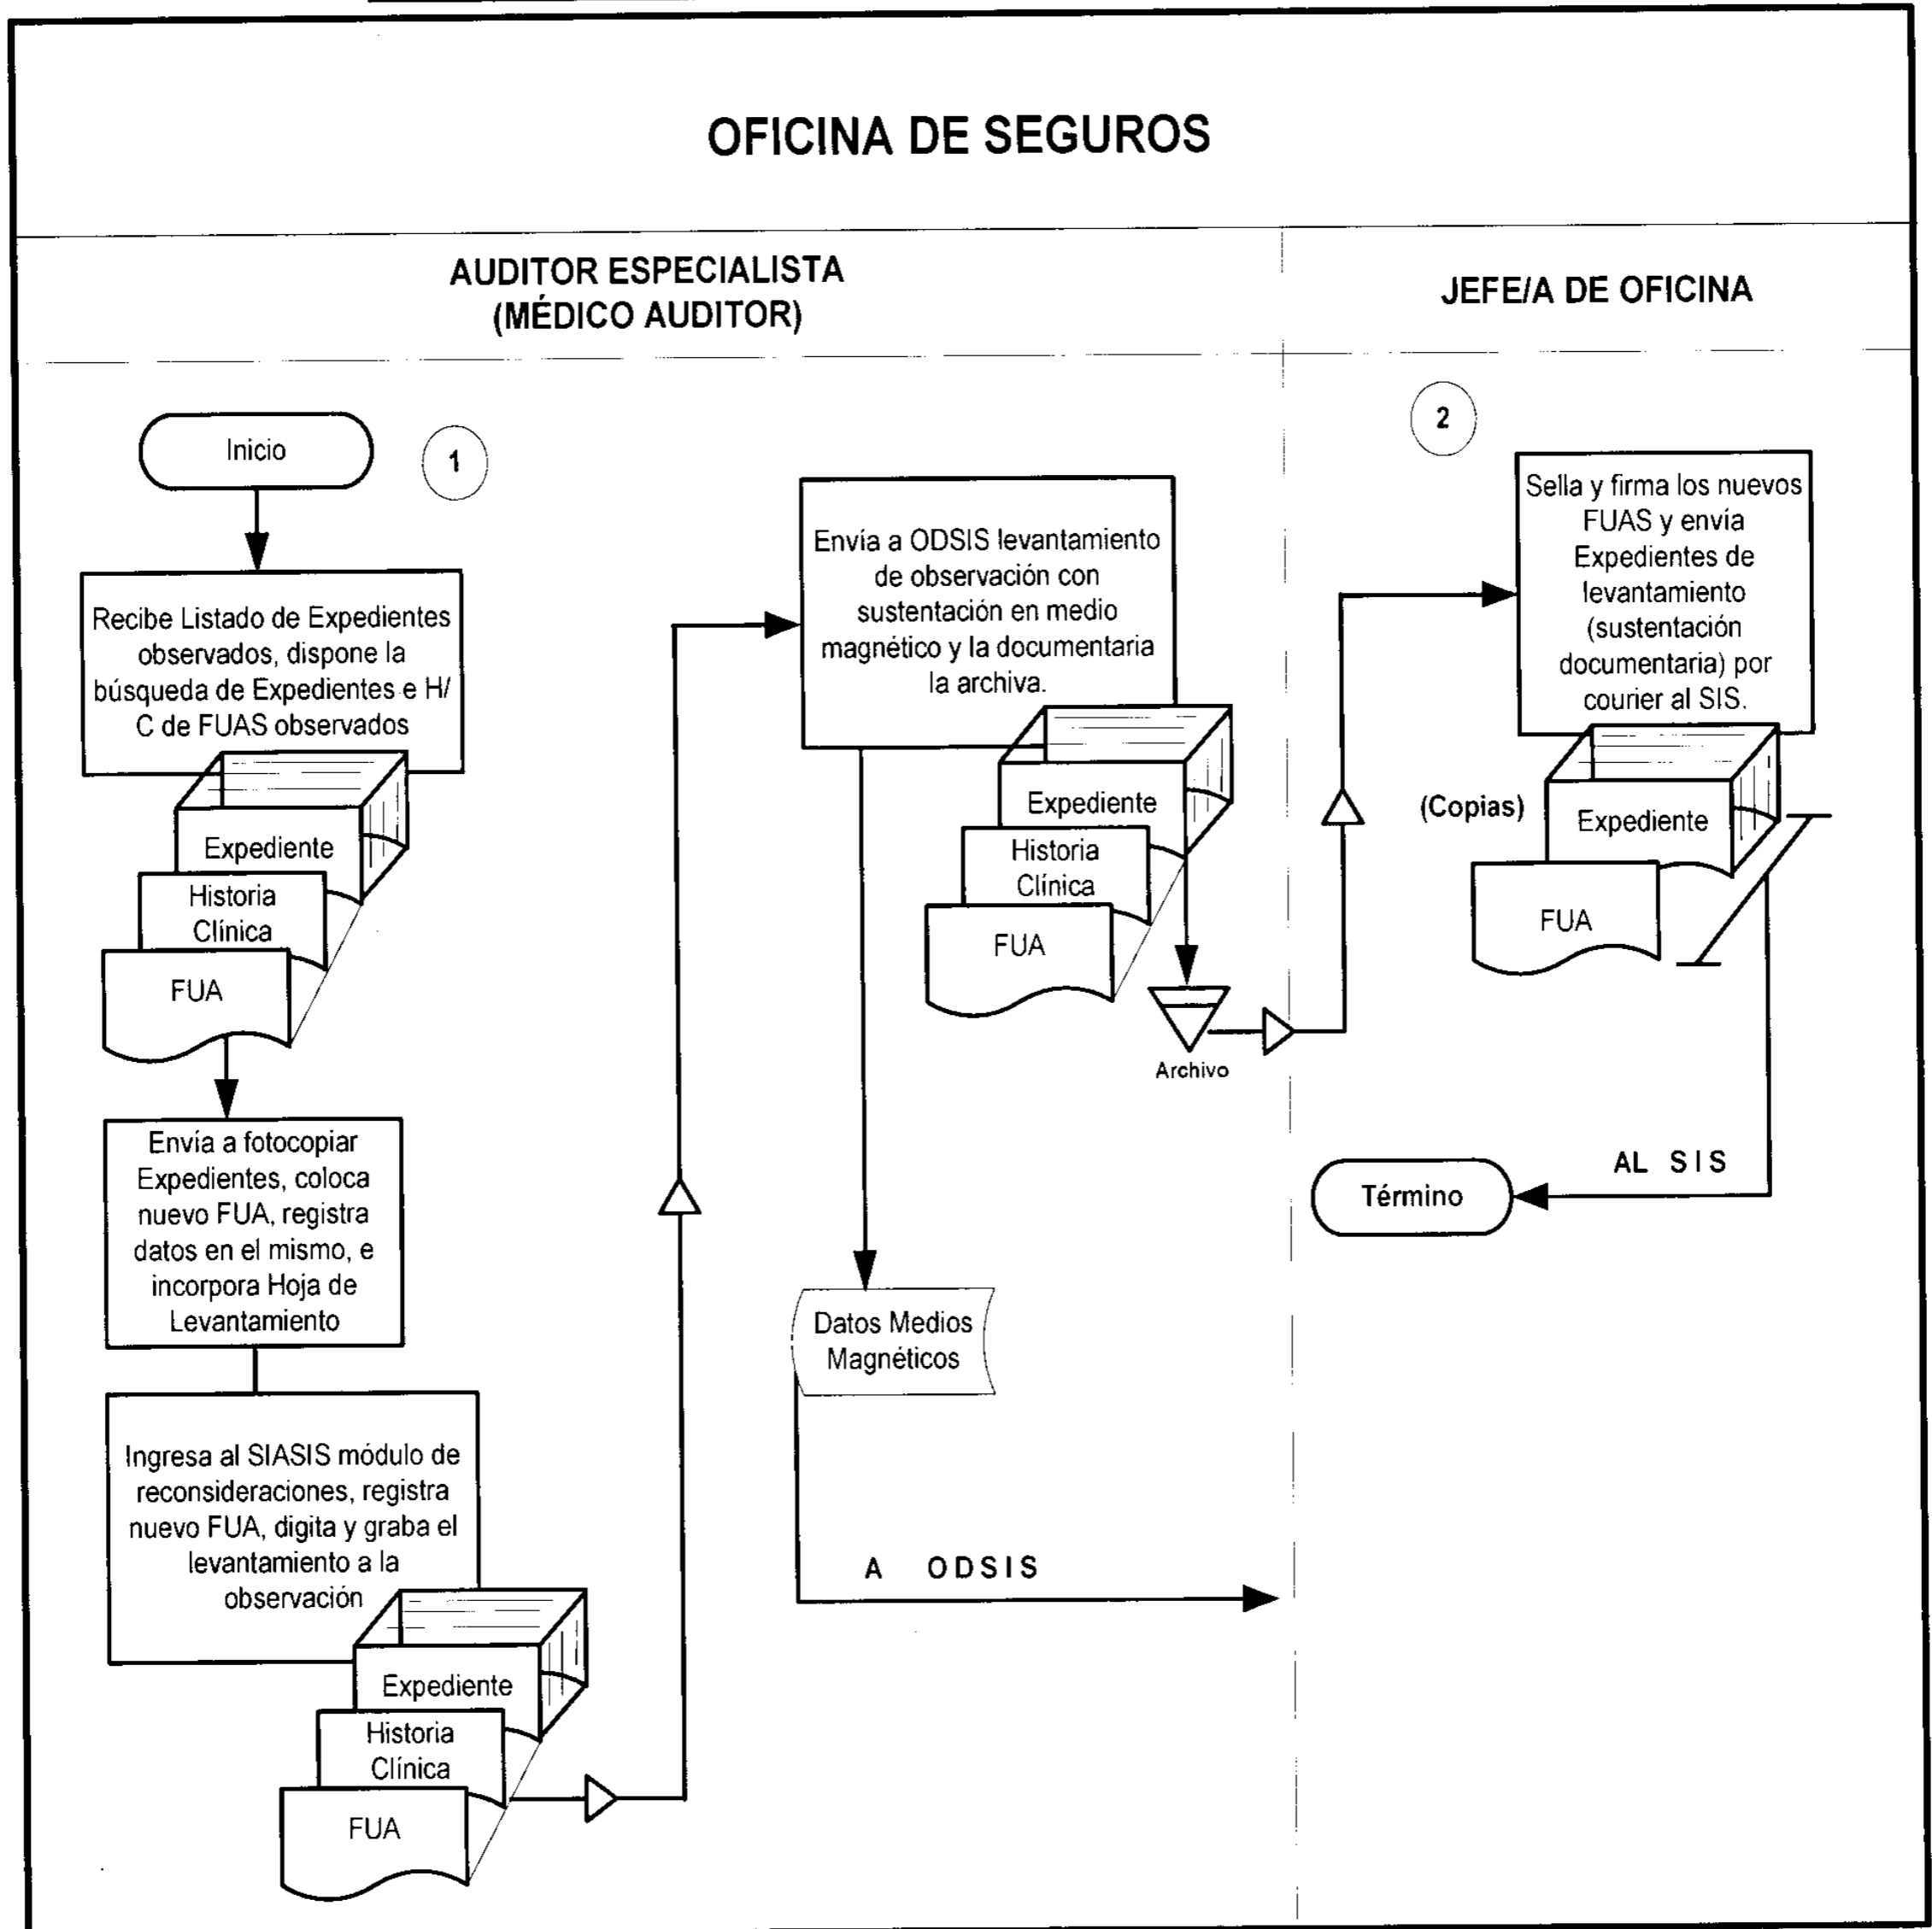 OFICINA DE SEGUROS
AUDITOR ESPECIALISTA
(MÉDICO AUDITOR)
JEFE/A DE OFICINA
Inicio
1
Recibe Listado de Expedientes
observados, dispone la
búsqueda de Expedientes e H/
C de FUAS observados
Expediente
Historia
Clínica
FUA
Envía a fotocopiar
Expedientes, coloca
nuevo FUA, registra
datos en el mismo, e
incorpora Hoja de
Levantamiento
Ingresa al SIASIS módulo de
reconsideraciones, registra
nuevo FUA, digita y graba el
levantamiento a la
observación
Expediente
Historia
Clínica
FUA
Envía a ODSIS levantamiento
de observación con
sustentación en medio
magnético y la documentaria
la archiva.
Expediente
Historia
Clínica
FUA
Archivo
Datos Medios
Magnéticos
A ODSIS
2
Sella y firma los nuevos
FUAS y envía
Expedientes de
levantamiento
(sustentación
documentaria) por
courier al SIS.
(Copias)
Expediente
FUA
AL SIS
Término